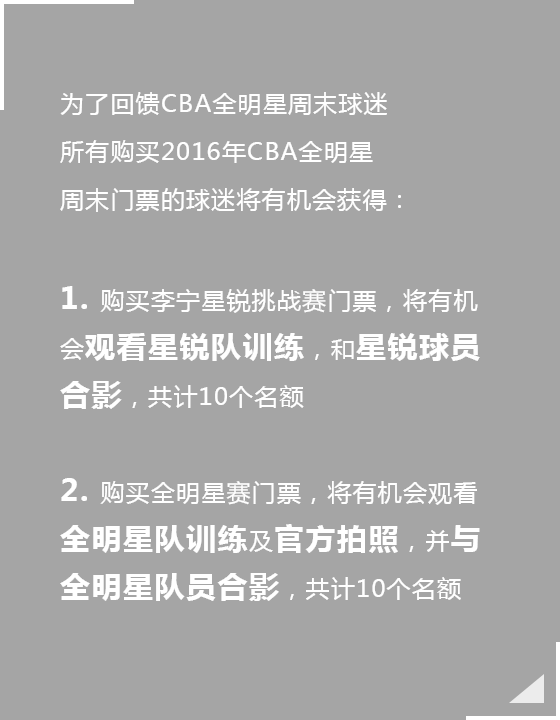 为了回馈CBA全明星周末球迷
所有购买2016年CBA全明星
周末门票的球迷将有机会获得：
1. 购买李宁星锐挑战赛门票，将有机
会观看星锐队训练，和星锐球员
合影，共计10个名额
2. 购买全明星赛门票，将有机会观看
全明星队训练及官方拍照，并与
全明星队员合影，共计10个名额